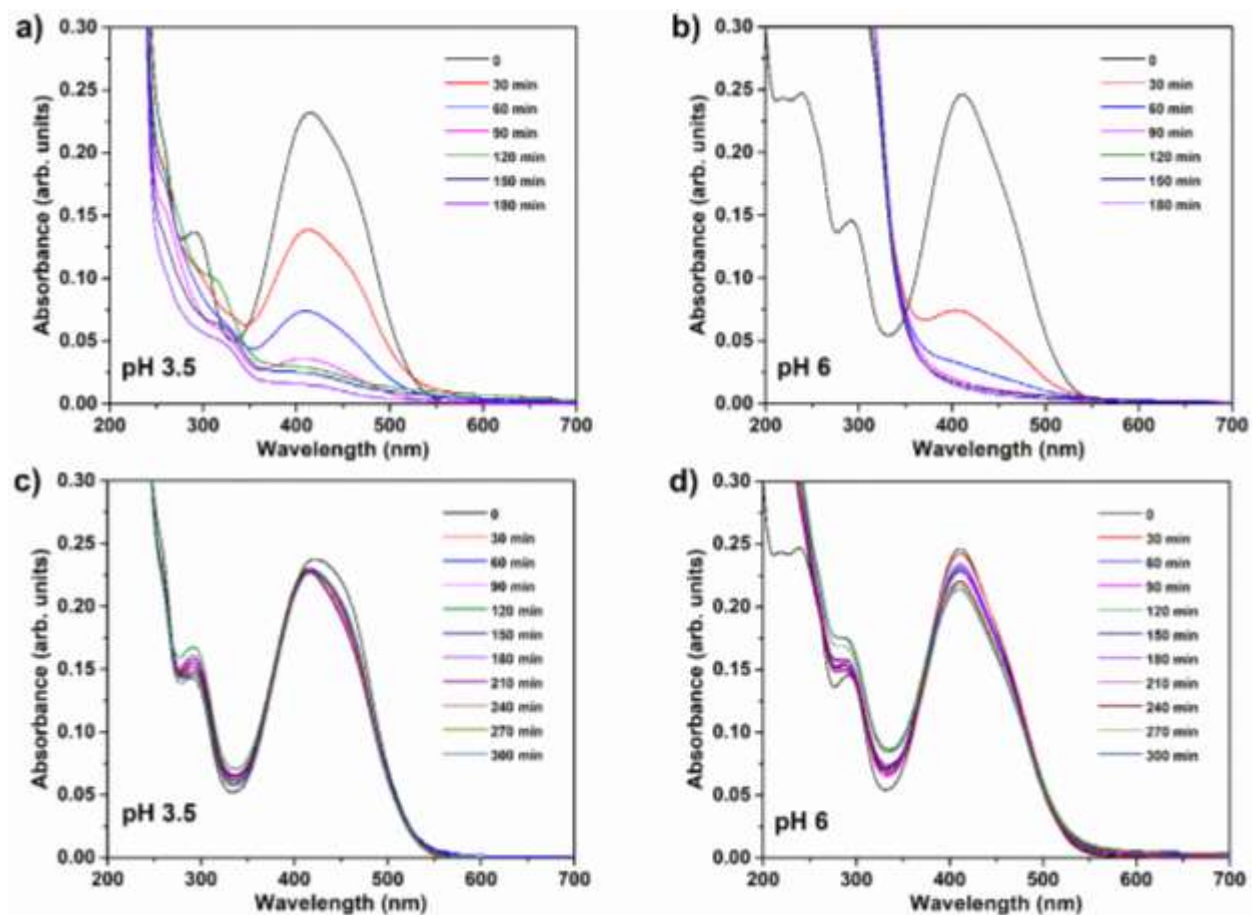 a)
0.30
0.25
0.20
0.15
0.10
0.05
0.00
Absorbance (arb. units)
0
30 min
60 min
90 min
120 min
150 min
180 min
pH 3.5
200 300 400 500 600 700
Wavelength (nm)
b)
0.30
0.25
0.20
0.15
0.10
0.05
0.00
Absorbance (arb. units)
0
30 min
60 min
90 min
120 min
150 min
180 min
pH 6
200 300 400 500 600 700
Wavelength (nm)
c)
0.30
0.25
0.20
0.15
0.10
0.05
0.00
Absorbance (arb. units)
0
30 min
60 min
90 min
120 min
150 min
180 min
210 min
240 min
270 min
300 min
pH 3.5
200 300 400 500 600 700
Wavelength (nm)
d)
0.30
0.25
0.20
0.15
0.10
0.05
0.00
Absorbance (arb. units)
0
30 min
60 min
90 min
120 min
150 min
180 min
210 min
240 min
270 min
300 min
pH 6
200 300 400 500 600 700
Wavelength (nm)